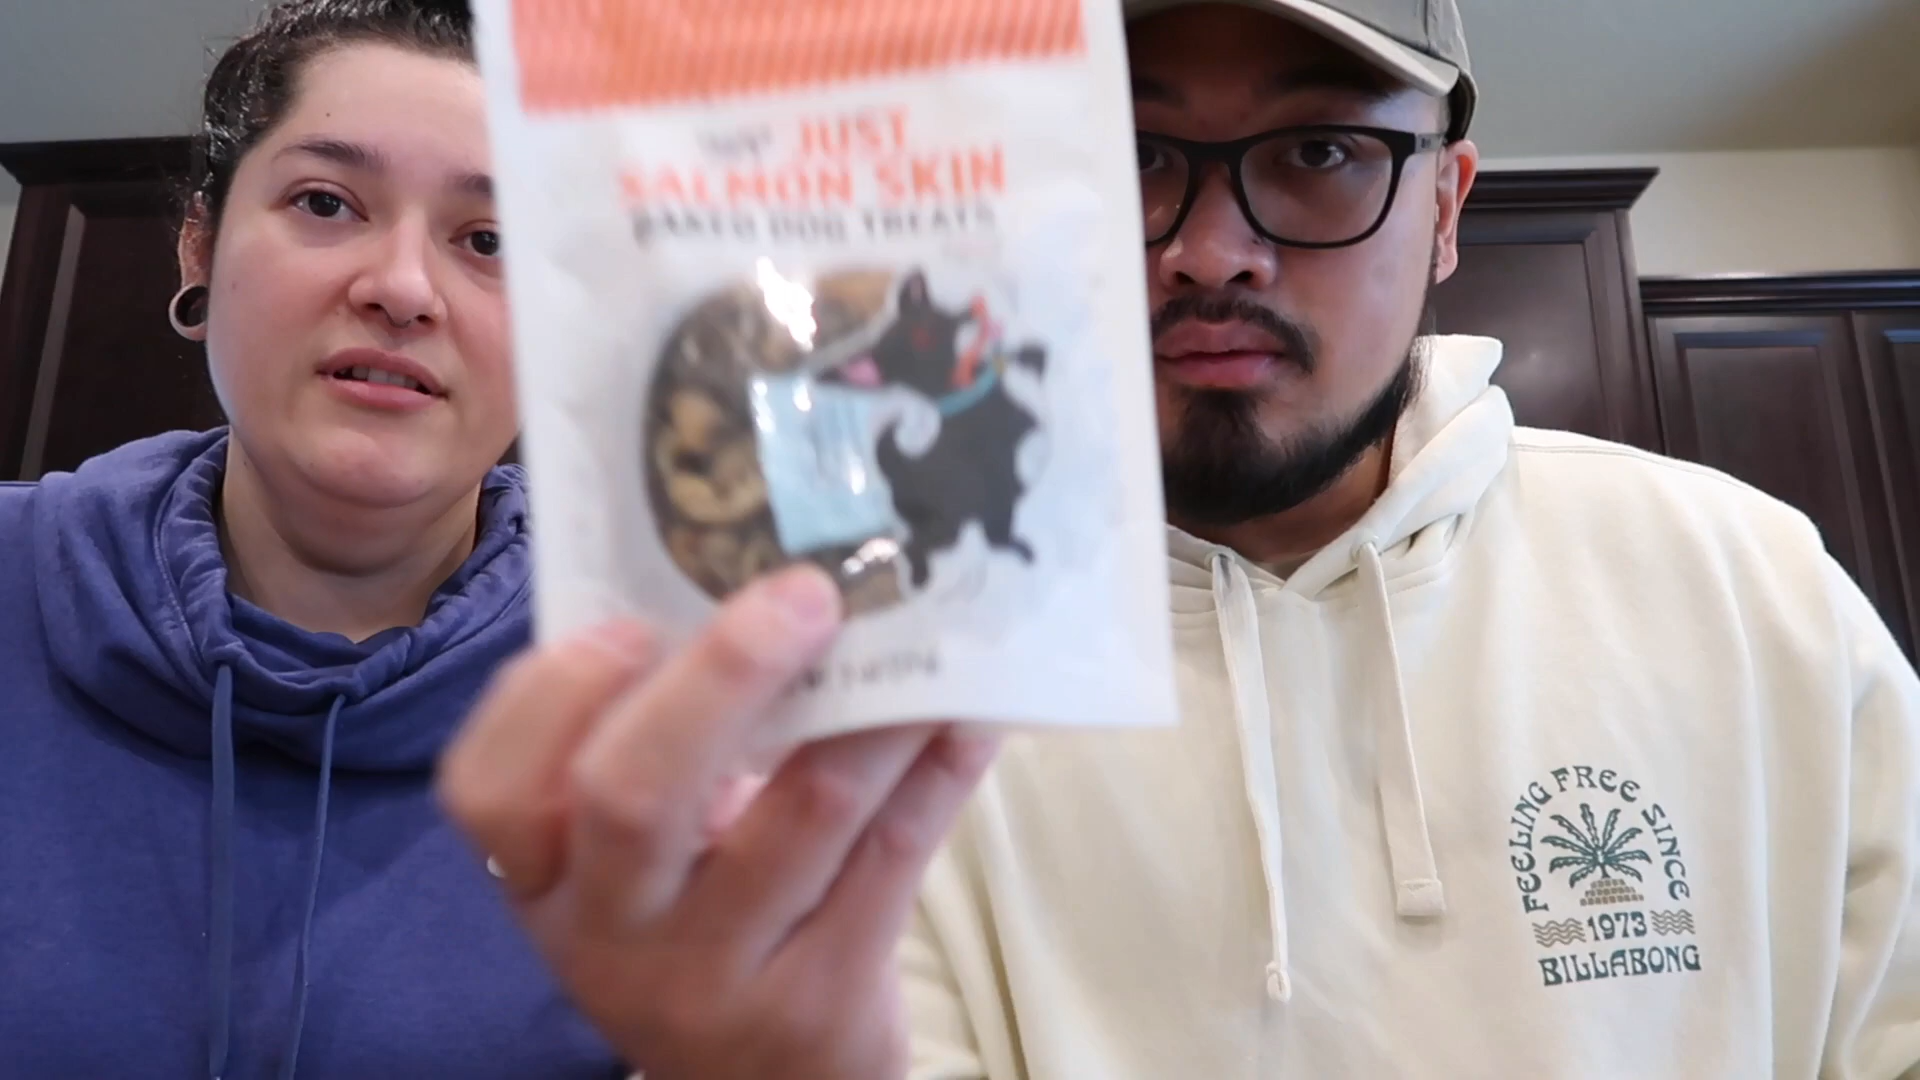 JUST
SALMON SKIN
BAKED DOG TREATS
FEELING FREE SINCE
1973
BILLABONG